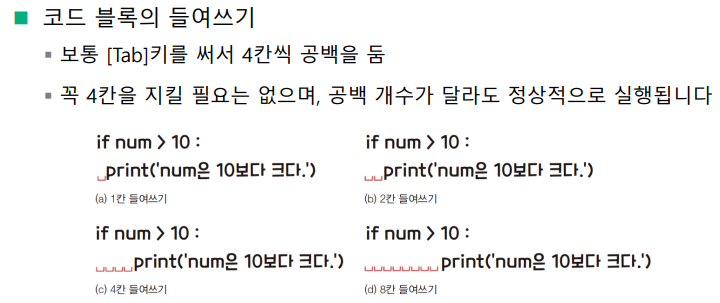 코드 블록의 들여쓰기
보통 [Tab]키를 써서 4칸씩 공백을 둠
꼭 4칸을 지킬 필요는 없으며, 공백 개수가 달라도 정상적으로 실행됩니다
if num > 10 :
␣print('num은 10보다 크다.')
(a) 1칸 들여쓰기
if num > 10 :
␣␣print('num은 10보다 크다.')
(b) 2칸 들여쓰기
if num > 10 :
␣␣␣␣print('num은 10보다 크다.')
(c) 4칸 들여쓰기
if num > 10 :
␣␣␣␣␣␣␣␣print('num은 10보다 크다.')
(d) 8칸 들여쓰기